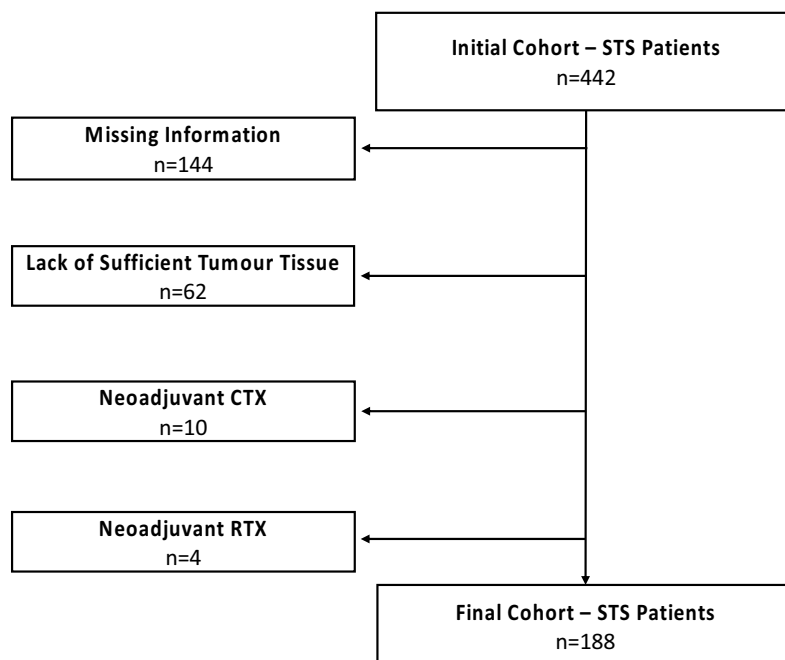 Initial Cohort – STS Patients
n=442
Missing Information
n=144
Lack of Sufficient Tumour Tissue
n=62
Neoadjuvant CTX
n=10
Neoadjuvant RTX
n=4
Final Cohort – STS Patients
n=188